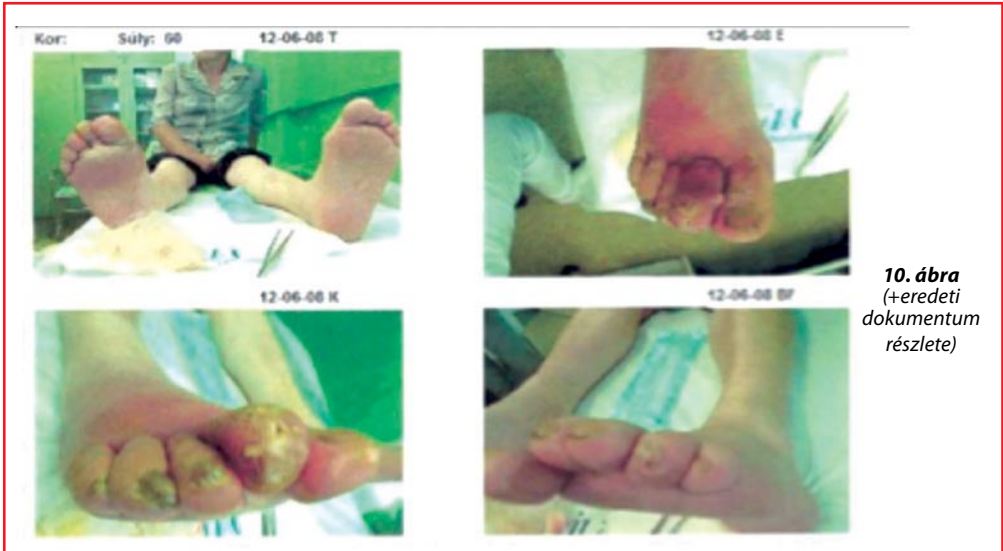 Kor: Súly: 60 12-06-08 T
12-06-08 E
12-06-08 K
12-06-08 BF
10. ábra
(+eredeti
dokumentum
részlete)